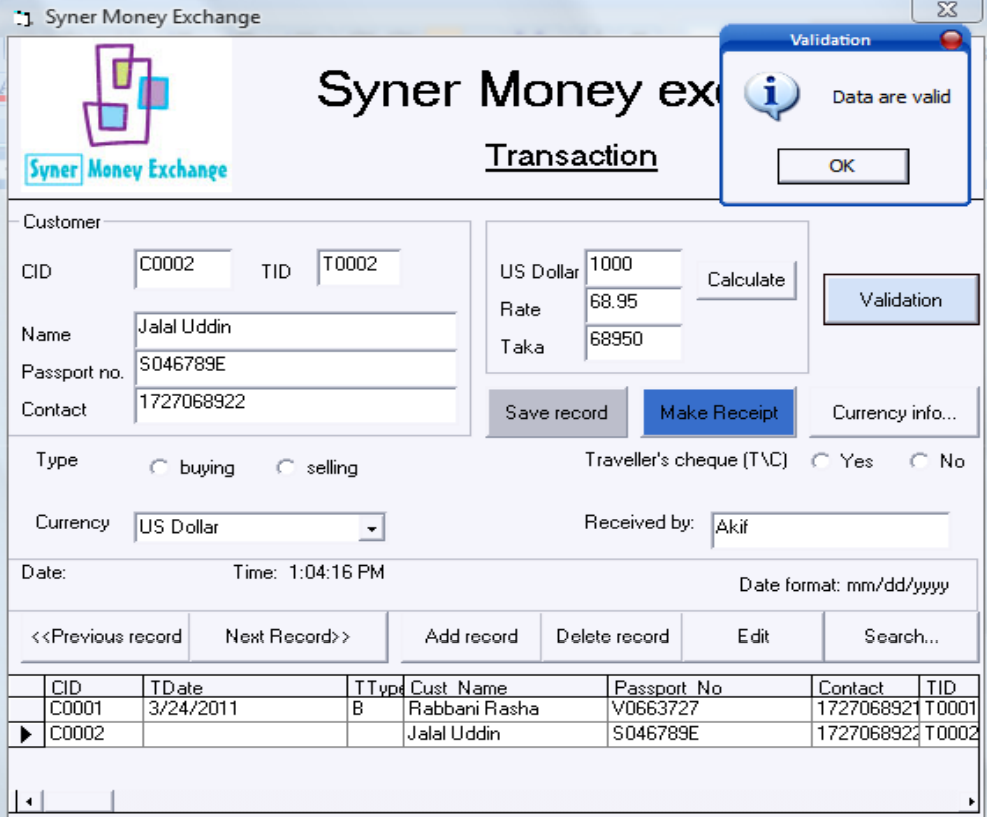 Syner Money Exchange
Validation
Data are valid
OK
Syner Money Exchange
Syner Money exc
Transaction
Customer
CID C0002 TID T0002
Name Jalal Uddin
Passport no. S046789E
Contact 1727068922
US Dollar 1000
Rate 68.95
Taka 68950
Calculate
Validation
Save record Make Receipt Currency info...
Type buying selling
Traveller's cheque (T\C) Yes No
Currency US Dollar
Received by: Akif
Date: Time: 1:04:16 PM
Date format: mm/dd/yyyy
<<Previous record Next Record>> Add record Delete record Edit Search...
CID TDate TType Cust_Name Passport_No Contact TID
C0001 3/24/2011 B Rabbani Rasha V0663727 1727068921 T0001
C0002 Jalal Uddin S046789E 1727068922 T0002